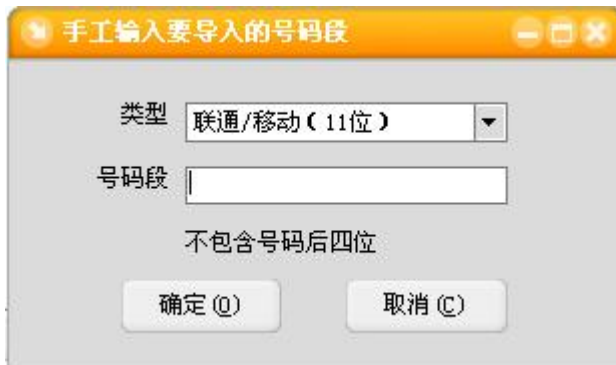 手工输入要导入的号码段
类型 联通/移动（11位）
号码段
不包含号码后四位
确定(O) 取消(C)